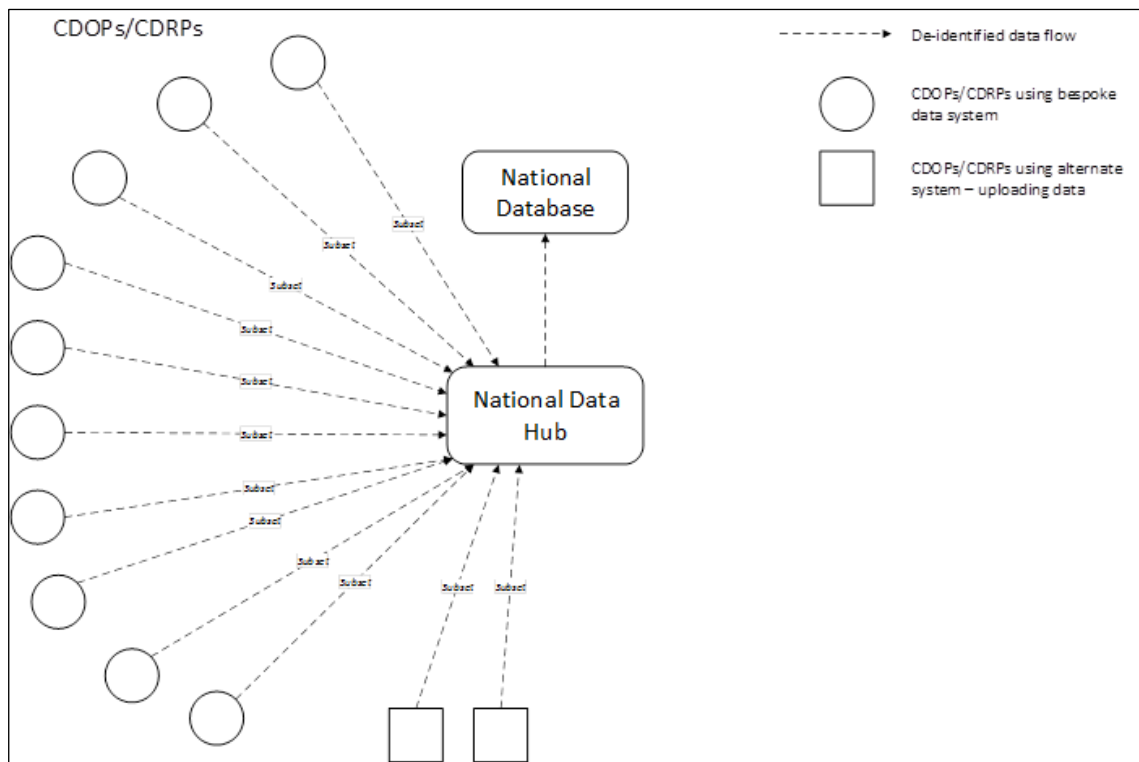 CDOPs/CDRPs
De-identified data flow
CDOPs/CDRPs using bespoke
data system
CDOPs/CDRPs using alternate
system – uploading data
National
Database
Subset
Subset
Subset
Subset
Subset
Subset
Subset
Subset
Subset
Subset
Subset
Subset
National Data
Hub